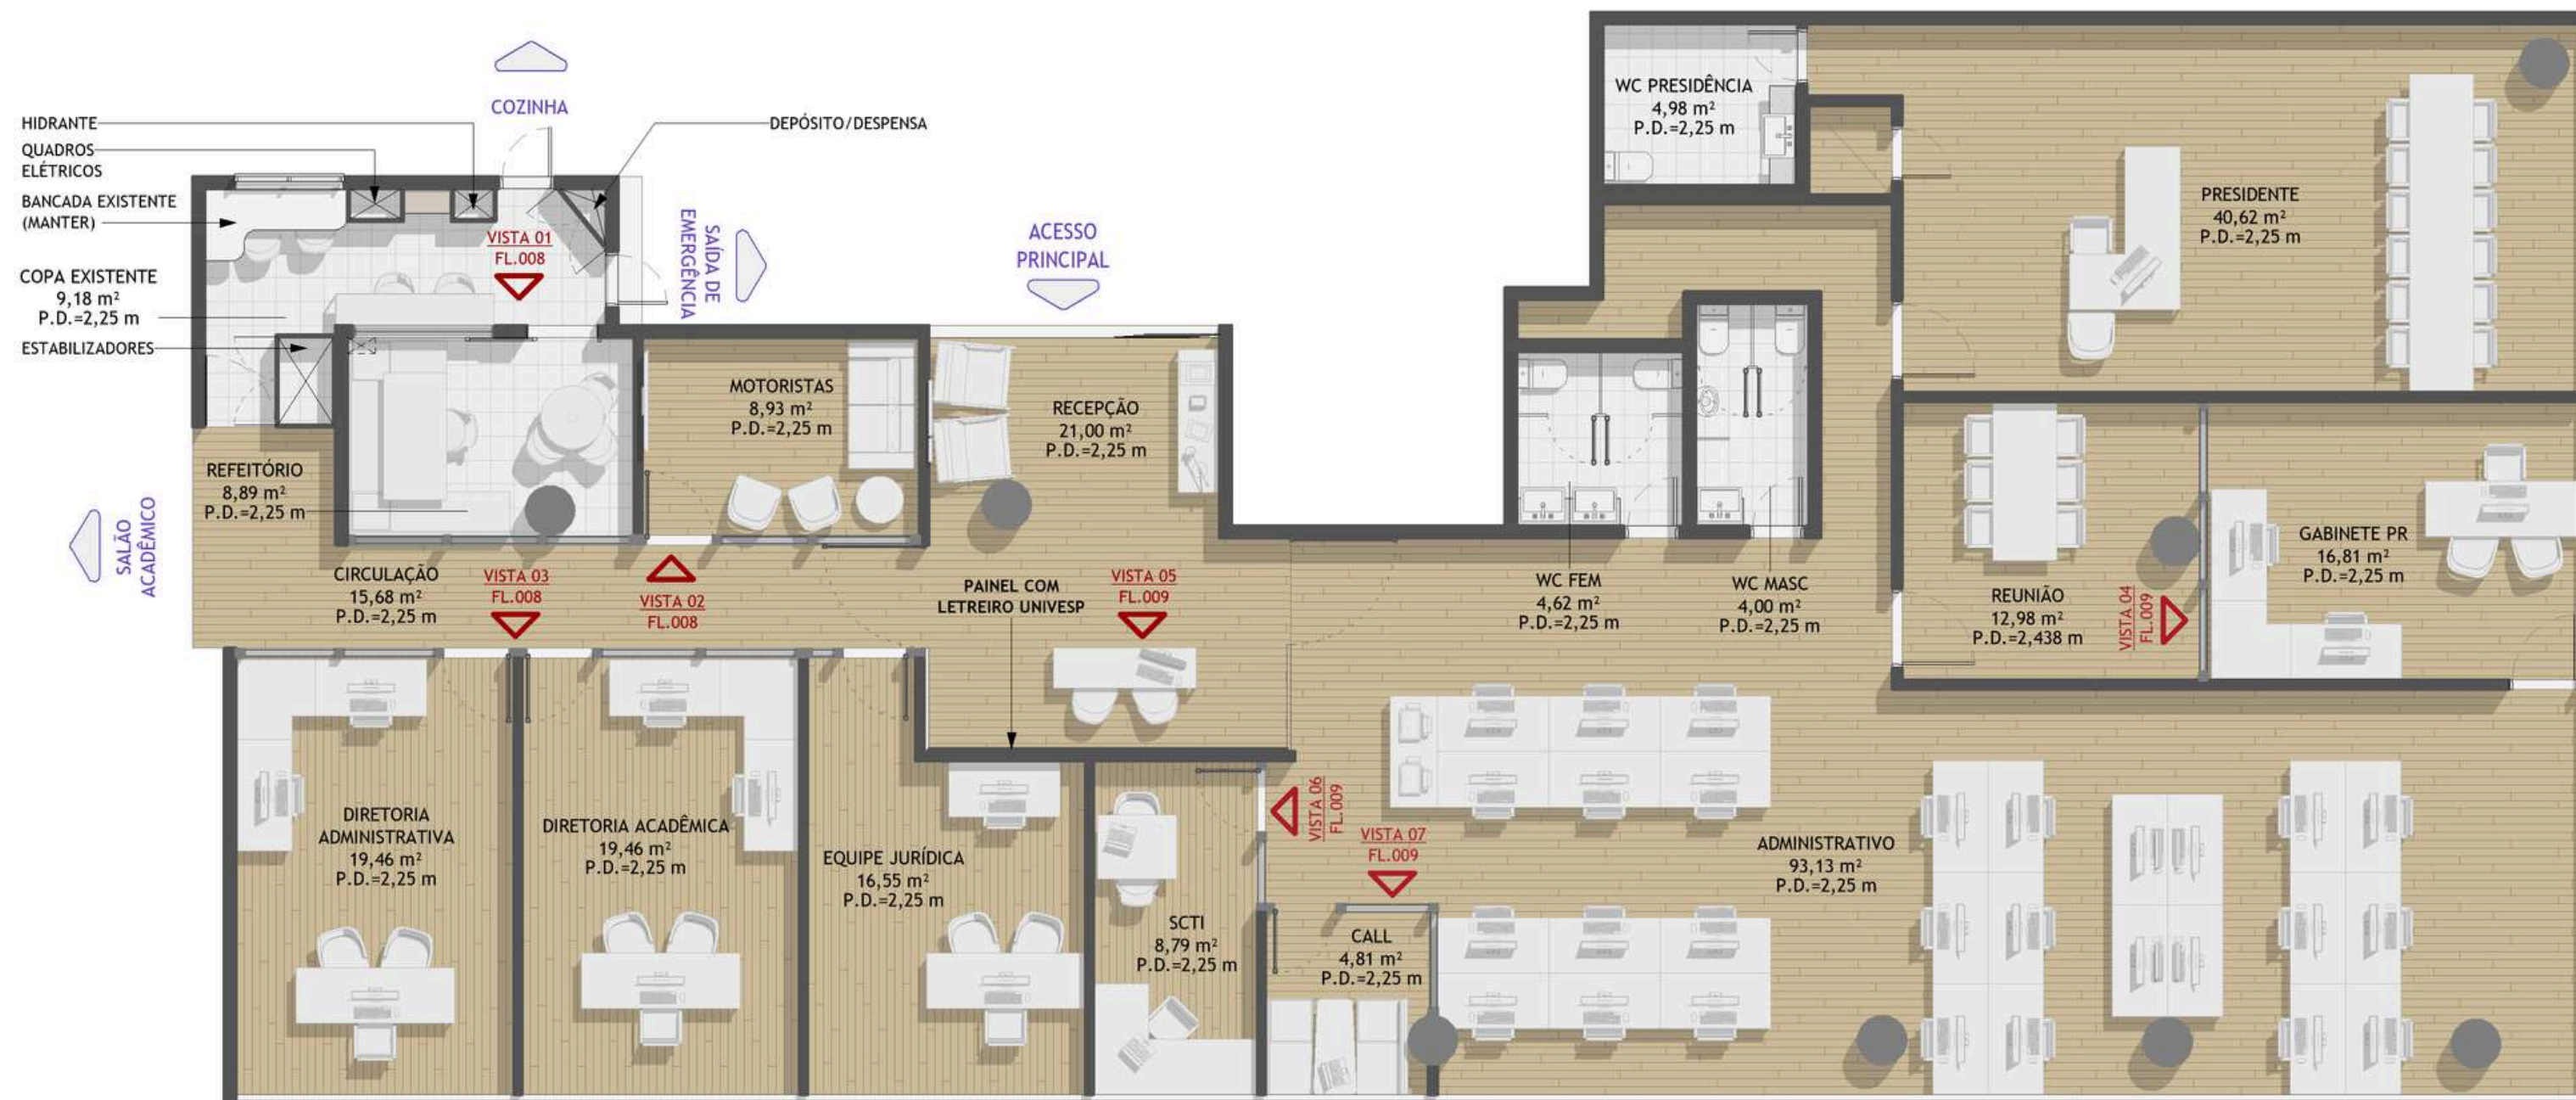 COZINHA
HIDRANTE
QUADROS
ELÉTRICOS
BANCADA EXISTENTE
(MANTER)
COPA EXISTENTE
9,18 m²
P.D.=2,25 m
ESTABILIZADORES
DEPÓSITO/DESPENSA
VISTA 01
FL.008
SAÍDA DE
EMERGÊNCIA
ACESSO
PRINCIPAL
WC PRESIDÊNCIA
4,98 m²
P.D.=2,25 m
PRESIDENTE
40,62 m²
P.D.=2,25 m
MOTORISTAS
8,93 m²
P.D.=2,25 m
RECEPÇÃO
21,00 m²
P.D.=2,25 m
REFEITÓRIO
8,89 m²
P.D.=2,25 m
SALÃO
ACADÊMICO
CIRCULAÇÃO
15,68 m²
P.D.=2,25 m
VISTA 03
FL.008
VISTA 02
FL.008
PAINEL COM
LETREIRO UNIVESP
VISTA 05
FL.009
WC FEM
4,62 m²
P.D.=2,25 m
WC MASC
4,00 m²
P.D.=2,25 m
REUNIÃO
12,98 m²
P.D.=2,438 m
VISTA 04
FL.009
GABINETE PR
16,81 m²
P.D.=2,25 m
DIRETORIA
ADMINISTRATIVA
19,46 m²
P.D.=2,25 m
DIRETORIA ACADÊMICA
19,46 m²
P.D.=2,25 m
EQUIPE JURÍDICA
16,55 m²
P.D.=2,25 m
SCTI
8,79 m²
P.D.=2,25 m
VISTA 06
FL.009
VISTA 07
FL.009
CALL
4,81 m²
P.D.=2,25 m
ADMINISTRATIVO
93,13 m²
P.D.=2,25 m